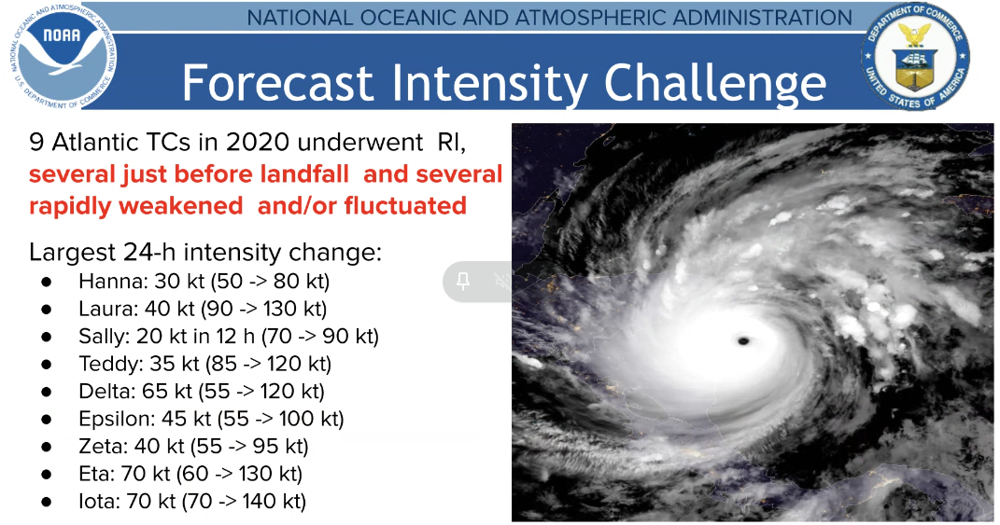 NATIONAL OCEANIC AND ATMOSPHERIC ADMINISTRATION
NATIONAL OCEANIC AND ATMOSPHERIC ADMINISTRATION
NOAA
U.S. DEPARTMENT OF COMMERCE
Forecast Intensity Challenge
DEPARTMENT OF COMMERCE
UNITED STATES OF AMERICA
9 Atlantic TCs in 2020 underwent RI,
several just before landfall and several
rapidly weakened and/or fluctuated
Largest 24-h intensity change:
● Hanna: 30 kt (50 -> 80 kt)
● Laura: 40 kt (90 -> 130 kt)
● Sally: 20 kt in 12 h (70 -> 90 kt)
● Teddy: 35 kt (85 -> 120 kt)
● Delta: 65 kt (55 -> 120 kt)
● Epsilon: 45 kt (55 -> 100 kt)
● Zeta: 40 kt (55 -> 95 kt)
● Eta: 70 kt (60 -> 130 kt)
● Iota: 70 kt (70 -> 140 kt)